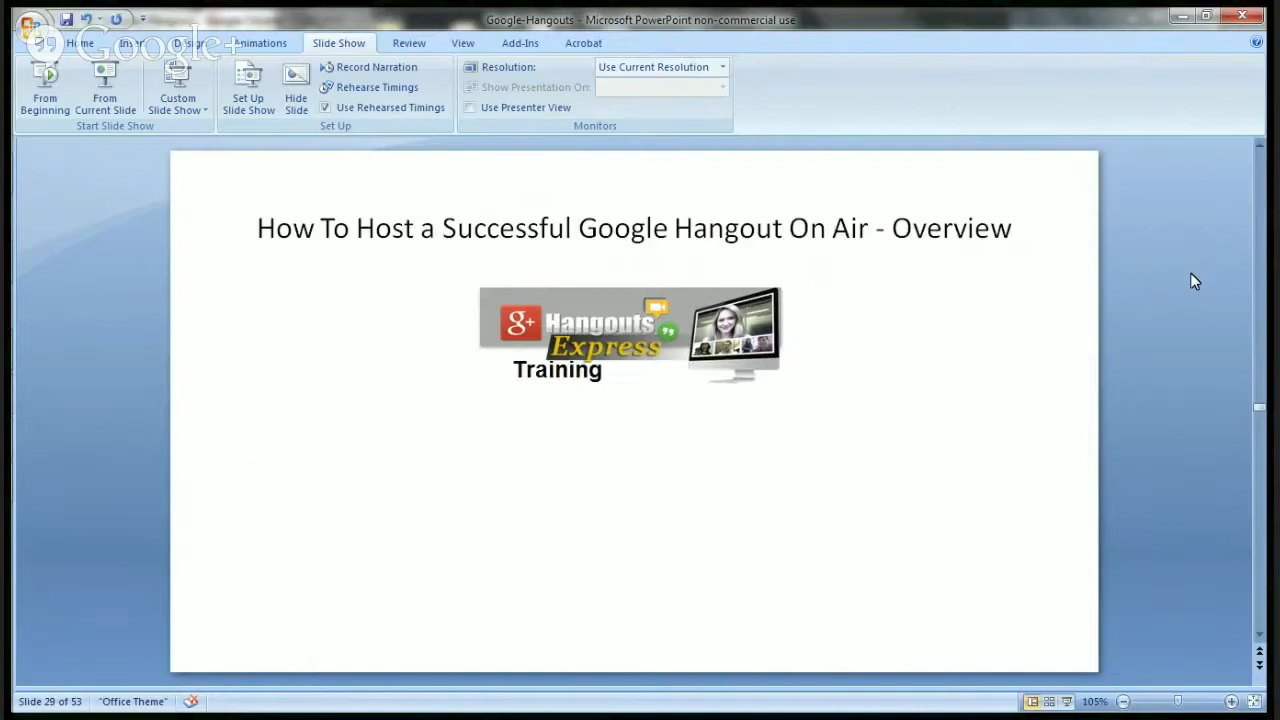 Google-Hangouts - Microsoft PowerPoint non-commercial use
Google+
Home Insert Design Animations Slide Show Review View Add-Ins Acrobat
From Beginning
From Current Slide
Custom Slide Show
Start Slide Show
Set Up Slide Show
Hide Slide
Record Narration
Rehearse Timings
Use Rehearsed Timings
Set Up
Resolution: Use Current Resolution
Show Presentation On:
Use Presenter View
Monitors
How To Host a Successful Google Hangout On Air - Overview
g+ Hangouts
Express
Training
Slide 29 of 53 "Office Theme" 105%